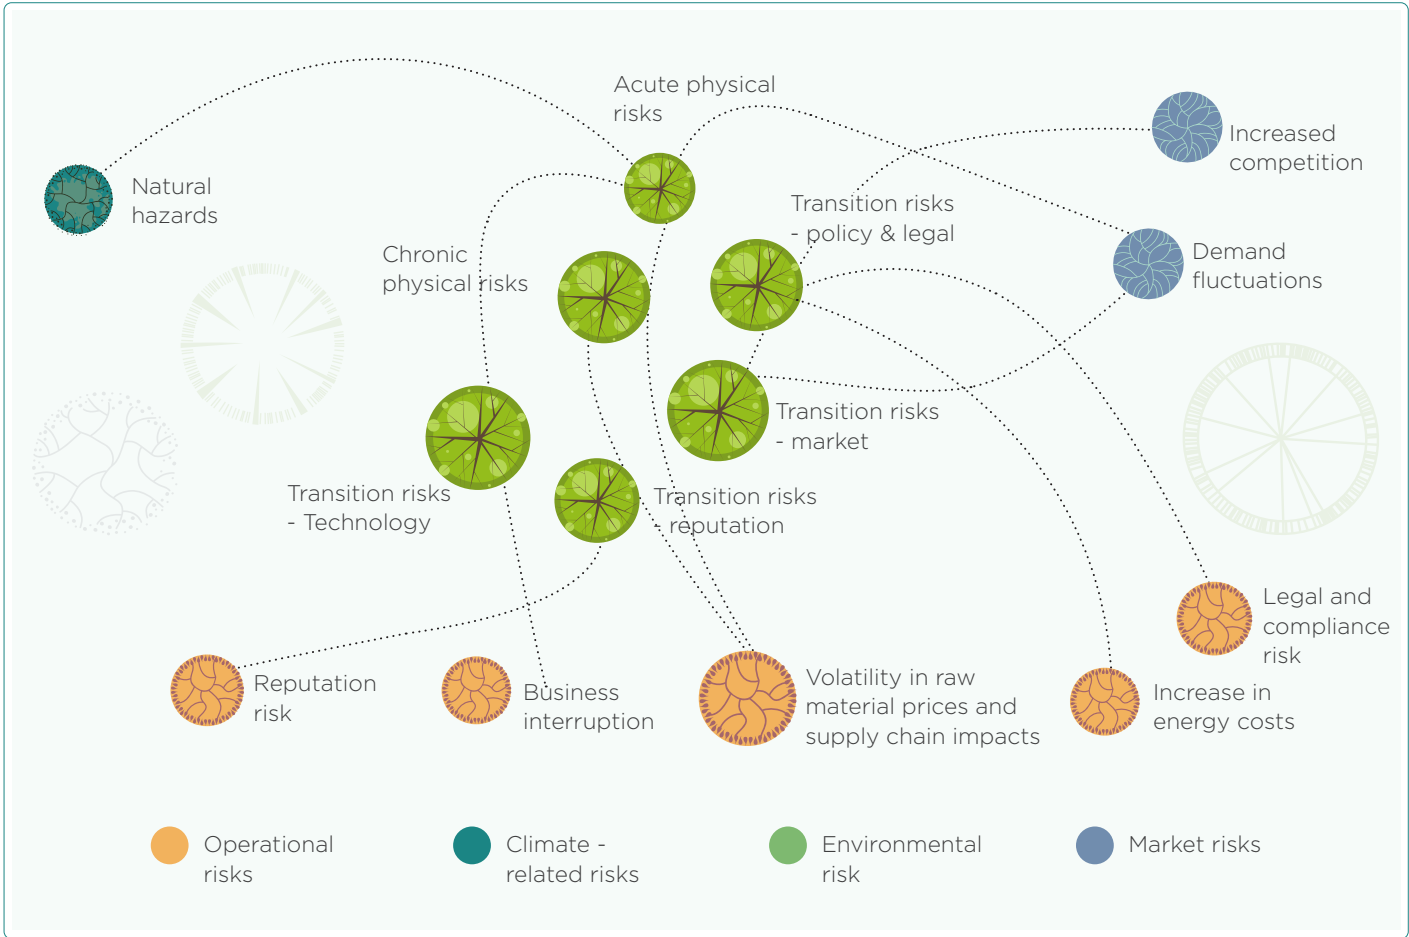 Acute physical
risks
Increased
competition
Natural
hazards
Transition risks
- policy & legal
Demand
fluctuations
Chronic
physical risks
Transition risks
- market
Transition risks
- Technology
Transition risks
- reputation
Legal and
compliance
risk
Reputation
risk
Business
interruption
Volatility in raw
material prices and
supply chain impacts
Increase in
energy costs
Operational
risks
Climate -
related risks
Environmental
risk
Market risks